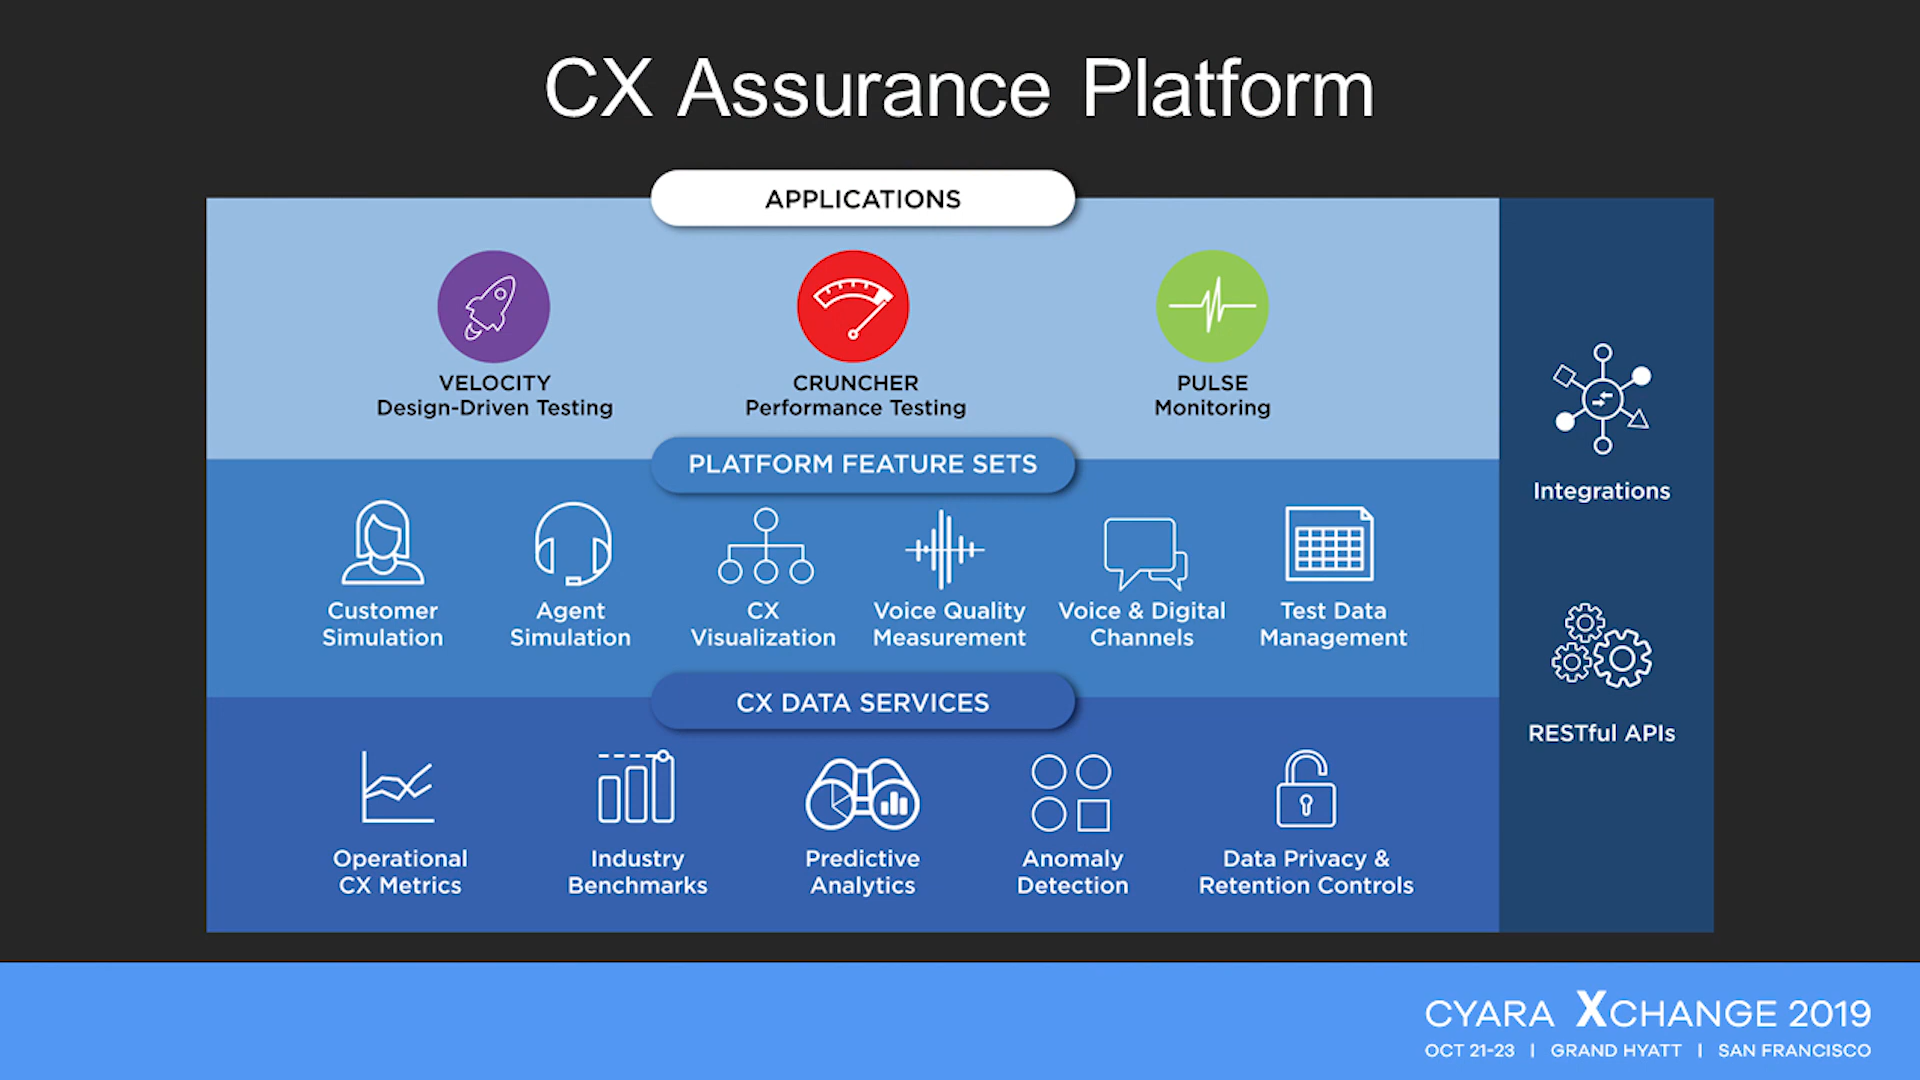 CX Assurance Platform
APPLICATIONS
VELOCITY
Design-Driven Testing
CRUNCHER
Performance Testing
PULSE
Monitoring
PLATFORM FEATURE SETS
Customer
Simulation
Agent
Simulation
CX
Visualization
Voice Quality
Measurement
Voice & Digital
Channels
Test Data
Management
CX DATA SERVICES
Operational
CX Metrics
Industry
Benchmarks
Predictive
Analytics
Anomaly
Detection
Data Privacy &
Retention Controls
Integrations
RESTful APIs
CYARA XCHANGE 2019
OCT 21-23 | GRAND HYATT | SAN FRANCISCO